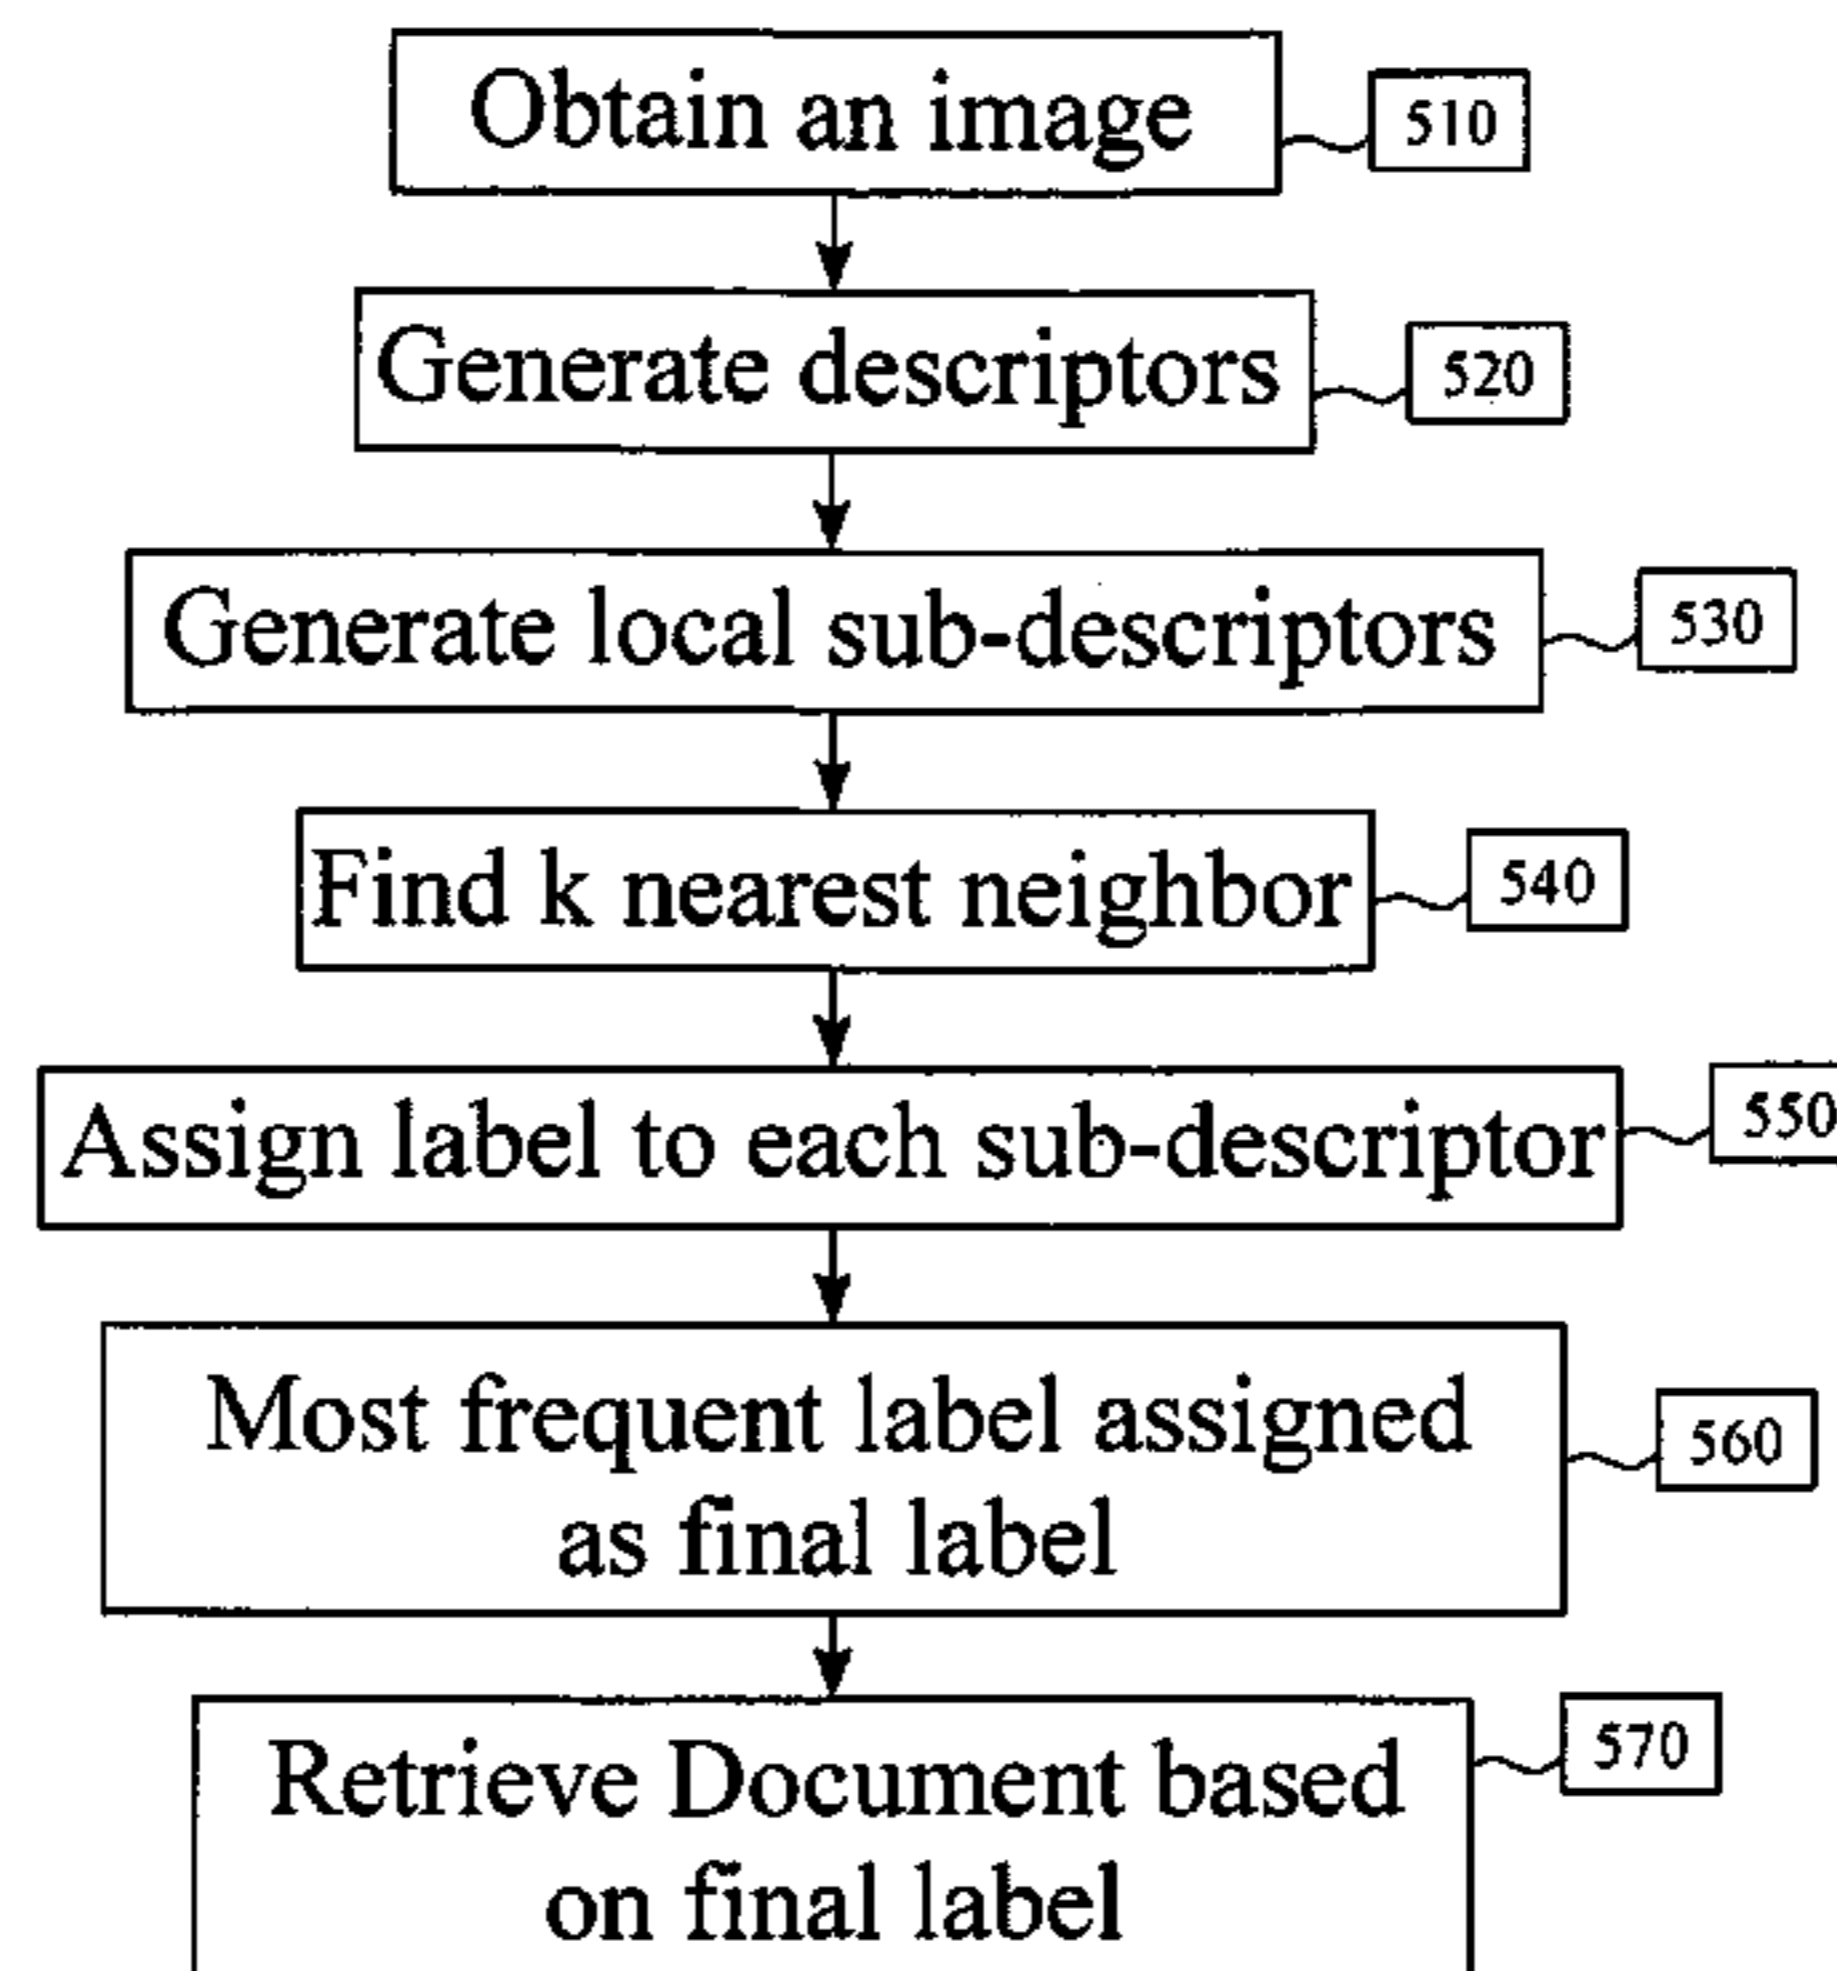 Obtain an image
510
Generate descriptors
520
Generate local sub-descriptors
530
Find k nearest neighbor
540
Assign label to each sub-descriptor
550
Most frequent label assigned
as final label
560
Retrieve Document based
on final label
570